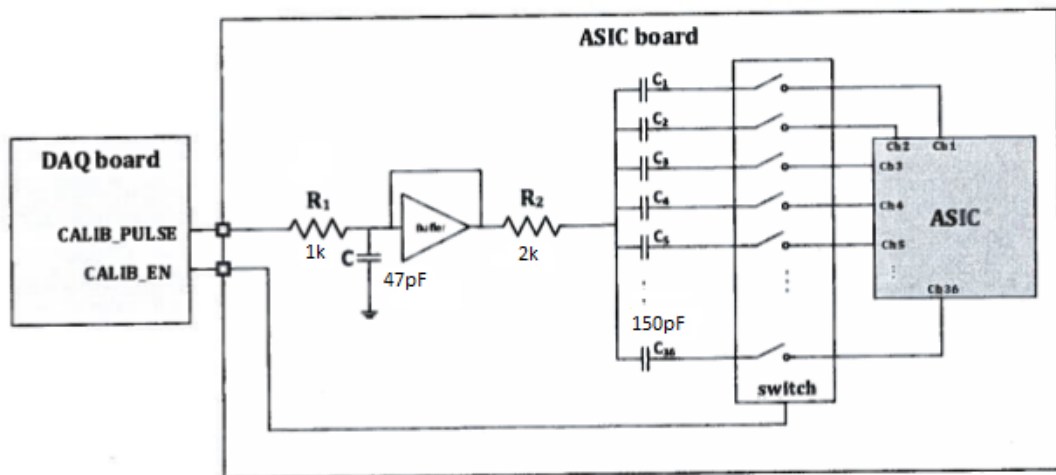 ASIC board
DAQ board
CALIB_PULSE
CALIB_EN
R1
1k
C
47pF
Buffer
R2
2k
C1
C2
C3
C4
C5
150pF
C36
switch
Ch2 Ch1
Ch3
Ch4
Ch5
ASIC
Ch36